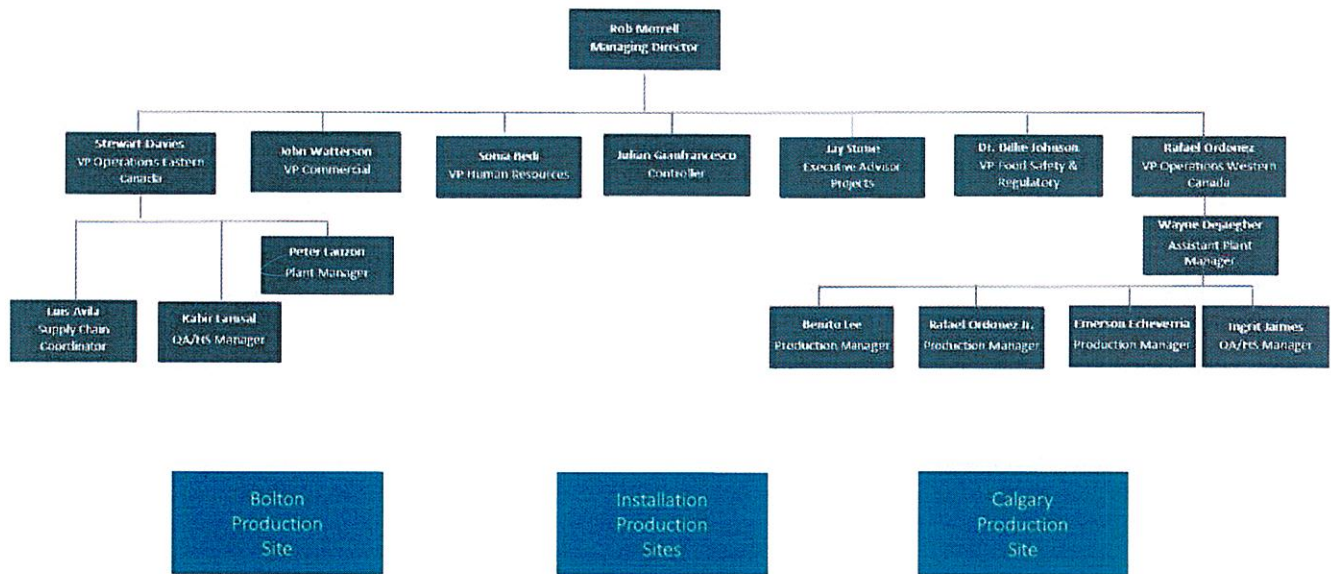 Rob Morrell
Managing Director
Stewart Davies
VP Operations Eastern
Canada
John Watterson
VP Commercial
Sonia Bedi
VP Human Resources
Julian Gianfrancesco
Controller
Jay
Executive Advisor
Projects
Dr. Billie Johnson
VP Food Safety &
Regulatory
Rafael Ordonez
VP Operations Western
Canada
Peter Lauzon
Plant Manager
Wayne Dejaegher
Assistant Plant
Manager
Luis Avila
Supply Chain
Coordinator
Kabir Lamsal
QA/HS Manager
Benito Lee
Production Manager
Rafael Ordonez Jr.
Production Manager
Emerson Echeverria
Production Manager
Ingrit Jaimes
QA/HS Manager
Bolton
Production
Site
Installation
Production
Sites
Calgary
Production
Site